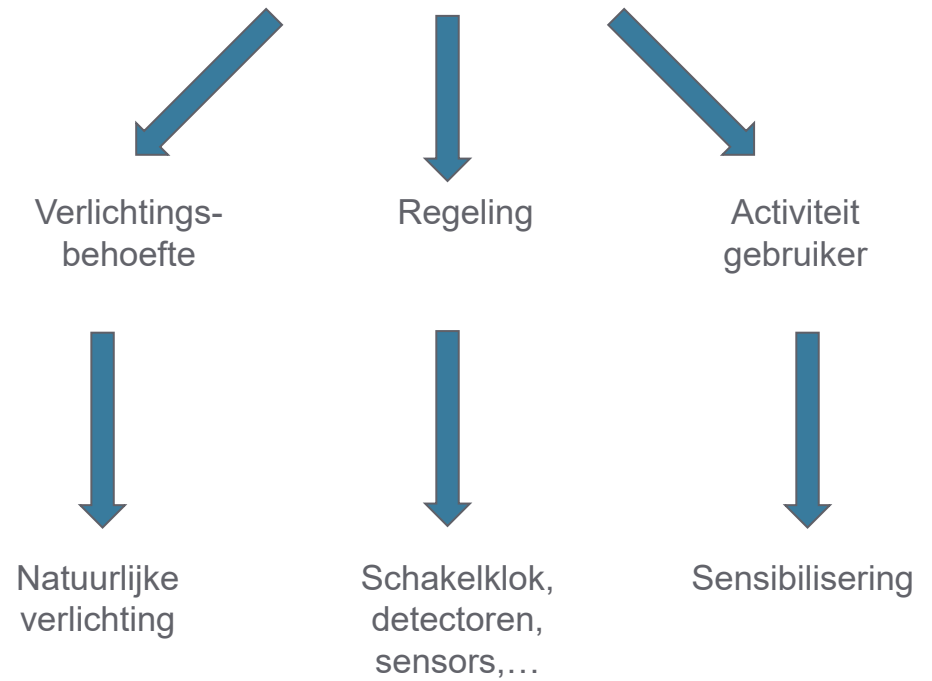 Verlichtings-
behoefte
Regeling
Activiteit
gebruiker
Natuurlijke
verlichting
Schakelklok,
detectoren,
sensors,…
Sensibilisering